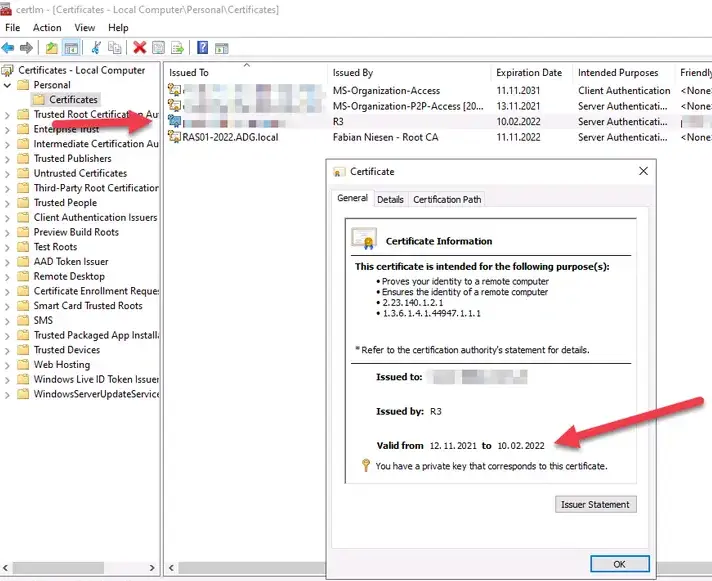 certlm - [Certificates - Local Computer\Personal\Certificates]
File Action View Help
Certificates - Local Computer
Personal
Certificates
Trusted Root Certification Au
Enterprise Trust
Intermediate Certification Au
Trusted Publishers
Untrusted Certificates
Third-Party Root Certification
Trusted People
Client Authentication Issuers
Preview Build Roots
Test Roots
AAD Token Issuer
Remote Desktop
Certificate Enrollment Reques
Smart Card Trusted Roots
SMS
Trusted Packaged App Installa
Trusted Devices
Web Hosting
Windows Live ID Token Issuer
WindowsServerUpdateService
Issued To Issued By Expiration Date Intended Purposes Friendly
MS-Organization-Access 11.11.2031 Client Authentication <None>
MS-Organization-P2P-Access [20... 13.11.2021 Server Authenticati... <None>
R3 10.02.2022 Server Authenticati...
RAS01-2022.ADG.local Fabian Niesen - Root CA 11.11.2022 Server Authenticati... <None>
Certificate
General Details Certification Path
Certificate Information
This certificate is intended for the following purpose(s):
• Proves your identity to a remote computer
• Ensures the identity of a remote computer
• 2.23.140.1.2.1
• 1.3.6.1.4.1.44947.1.1.1
* Refer to the certification authority's statement for details.
Issued to:
Issued by: R3
Valid from 12.11.2021 to 10.02.2022
You have a private key that corresponds to this certificate.
Issuer Statement
OK